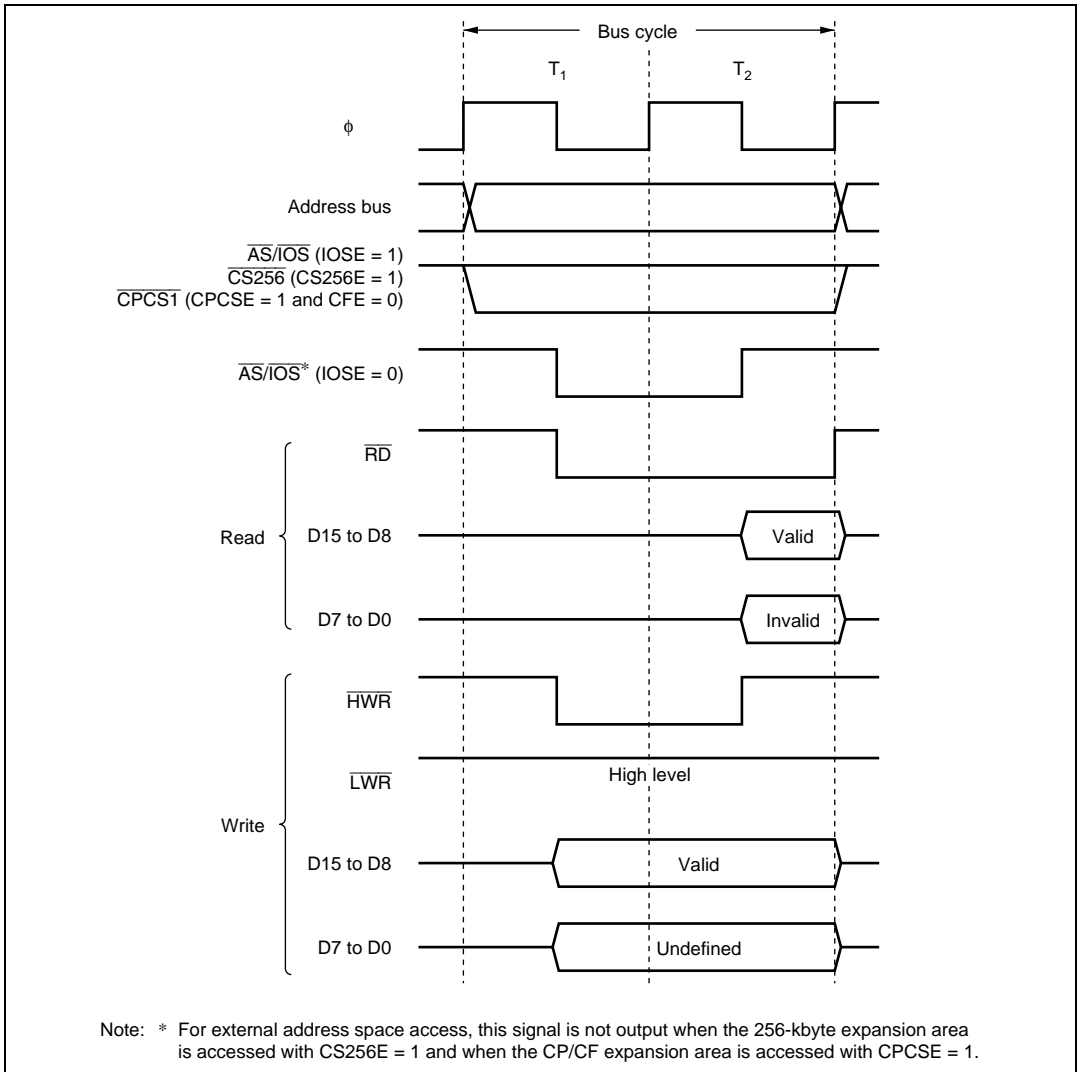 Bus cycle
T1 T2
ϕ
Address bus
AS/IOS (IOSE = 1)
CS256 (CS256E = 1)
CPCS1 (CPCSE = 1 and CFE = 0)
AS/IOS* (IOSE = 0)
RD
Read D15 to D8 Valid
D7 to D0 Invalid
HWR
High level
LWR
Write
D15 to D8 Valid
D7 to D0 Undefined
Note: * For external address space access, this signal is not output when the 256-kbyte expansion area
is accessed with CS256E = 1 and when the CP/CF expansion area is accessed with CPCSE = 1.